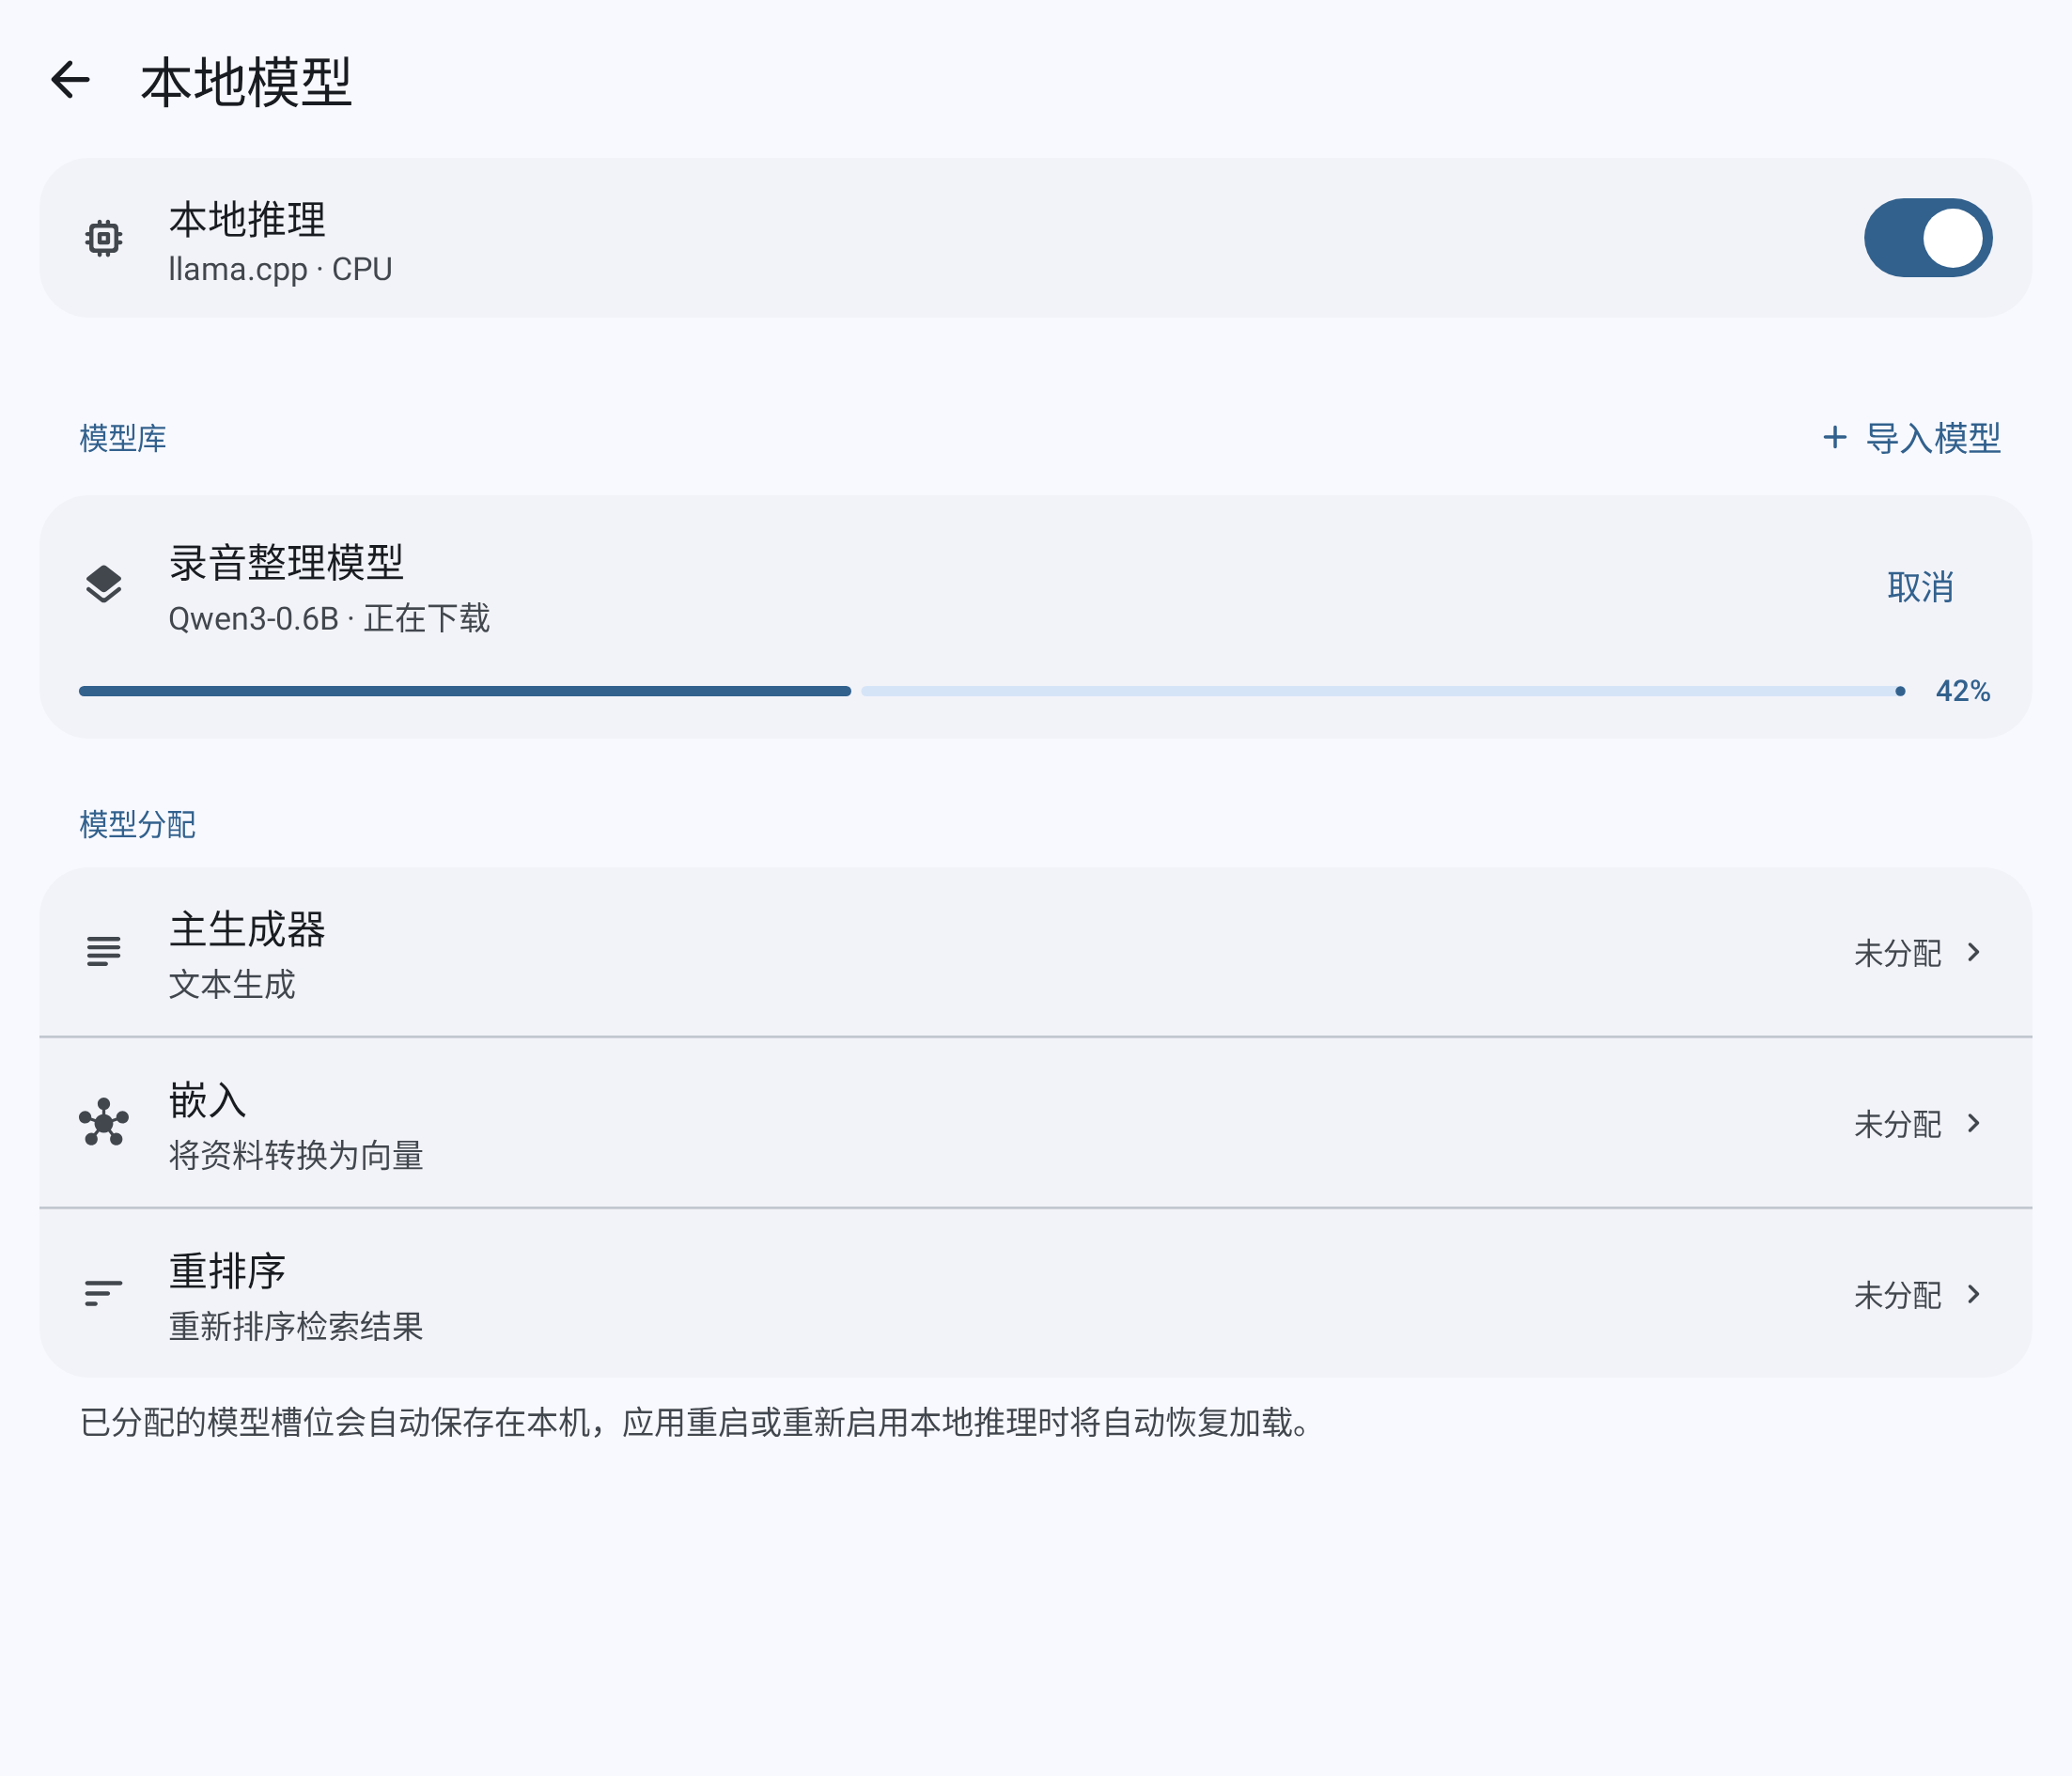 本地模型
本地推理
llama.cpp · CPU
模型库
+ 导入模型
录音整理模型
Qwen3-0.6B · 正在下载
取消
42%
模型分配
主生成器
文本生成
未分配
嵌入
将资料转换为向量
未分配
重排序
重新排序检索结果
未分配
已分配的模型槽位会自动保存在本机，应用重启或重新启用本地推理时将自动恢复加载。